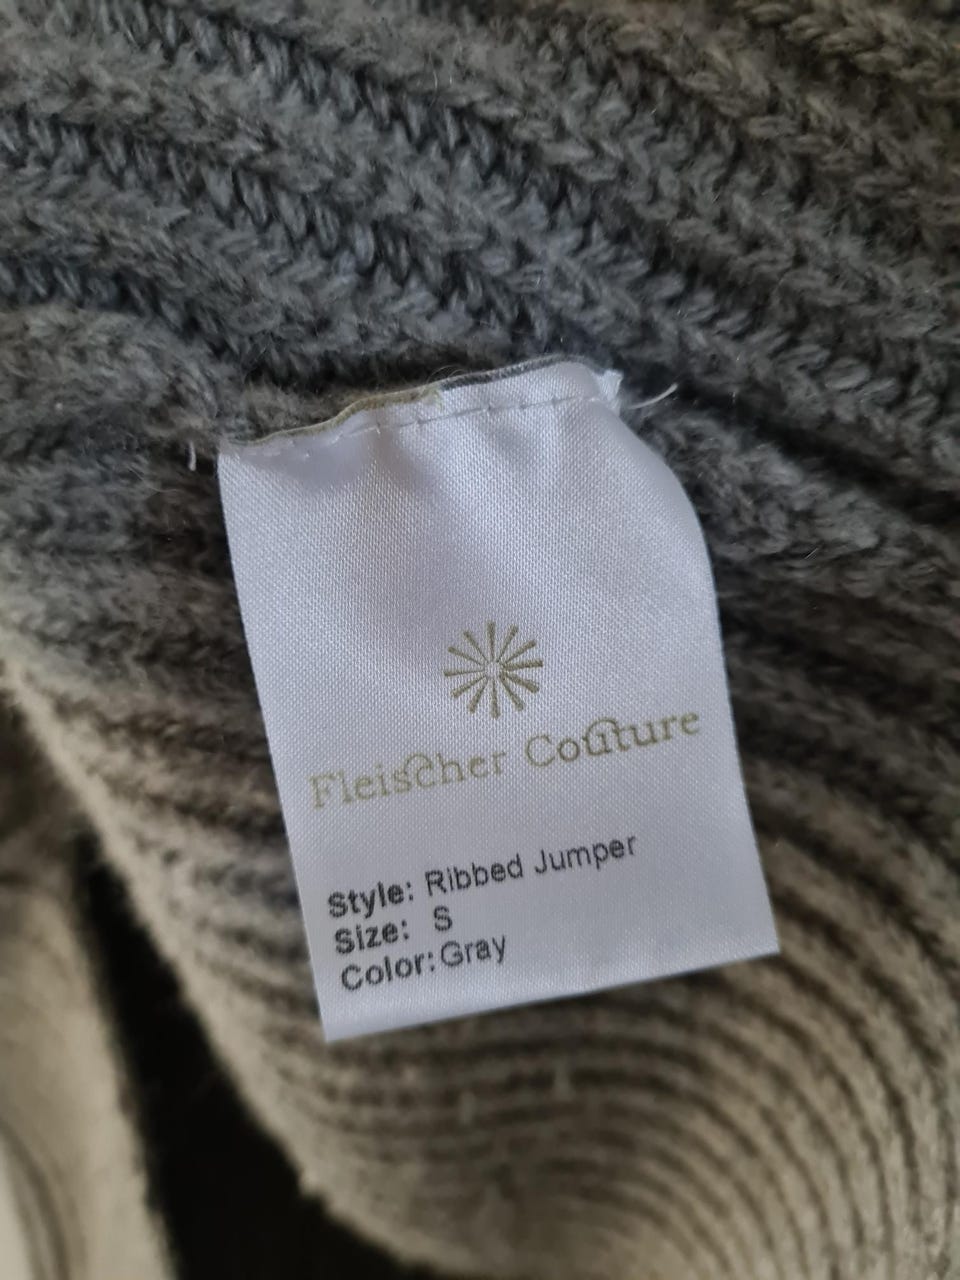 Fleischer Couture
Style: Ribbed Jumper
Size: S
Color: Gray